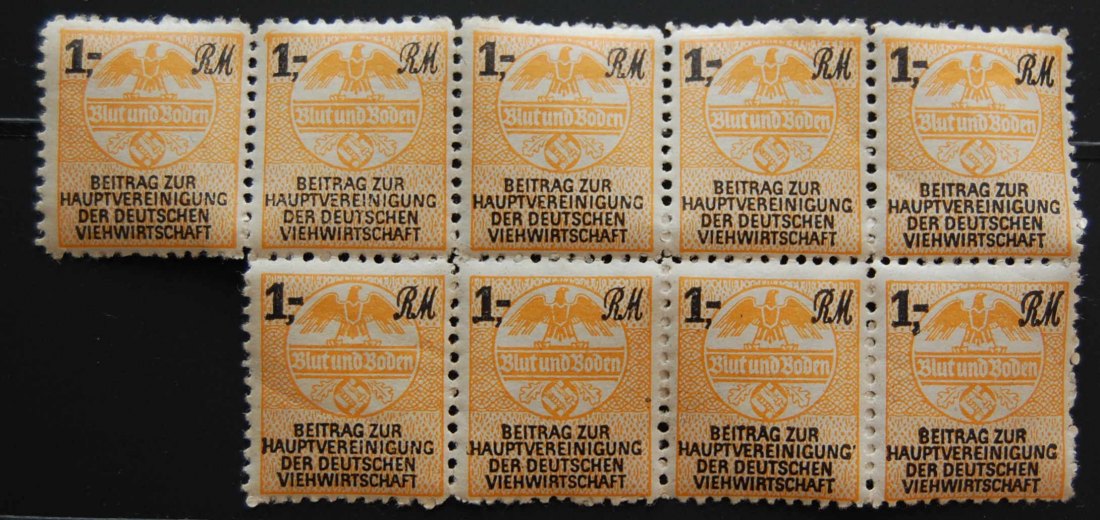 1,- RM
Blut und Boden
BEITRAG ZUR
HAUPTVEREINIGUNG
DER DEUTSCHEN
VIEHWIRTSCHAFT
1,- RM
Blut und Boden
BEITRAG ZUR
HAUPTVEREINIGUNG
DER DEUTSCHEN
VIEHWIRTSCHAFT
1,- RM
Blut und Boden
BEITRAG ZUR
HAUPTVEREINIGUNG
DER DEUTSCHEN
VIEHWIRTSCHAFT
1,- RM
Blut und Boden
BEITRAG ZUR
HAUPTVEREINIGUNG
DER DEUTSCHEN
VIEHWIRTSCHAFT
1,- RM
Blut und Boden
BEITRAG ZUR
HAUPTVEREINIGUNG
DER DEUTSCHEN
VIEHWIRTSCHAFT
1,- RM
Blut und Boden
BEITRAG ZUR
HAUPTVEREINIGUNG
DER DEUTSCHEN
VIEHWIRTSCHAFT
1,- RM
Blut und Boden
BEITRAG ZUR
HAUPTVEREINIGUNG
DER DEUTSCHEN
VIEHWIRTSCHAFT
1,- RM
Blut und Boden
BEITRAG ZUR
HAUPTVEREINIGUNG
DER DEUTSCHEN
VIEHWIRTSCHAFT
1,- RM
Blut und Boden
BEITRAG ZUR
HAUPTVEREINIGUNG
DER DEUTSCHEN
VIEHWIRTSCHAFT